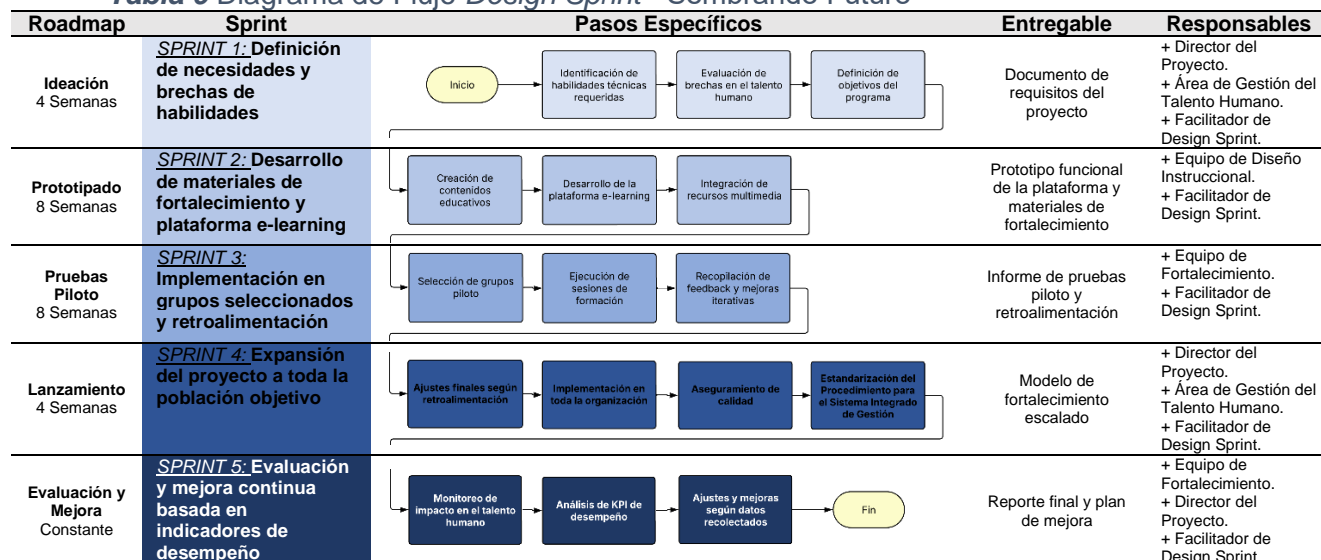 Tabla 9 Diagrama de Flujo Design Sprint - Sembrando Futuro
Roadmap Sprint Pasos Específicos Entregable Responsables
Ideación
4 Semanas
SPRINT 1: Definición
de necesidades y
brechas de
habilidades
Inicio
Identificación de
habilidades técnicas
requeridas
Evaluación de
brechas en el talento
humano
Definición de
objetivos del
programa
Documento de
requisitos del
proyecto
+ Director del
Proyecto.
+ Área de Gestión del
Talento Humano.
+ Facilitador de
Design Sprint.
Prototipado
8 Semanas
SPRINT 2: Desarrollo
de materiales de
fortalecimiento y
plataforma e-learning
Creación de
contenidos
educativos
Desarrollo de la
plataforma e-learning
Integración de
recursos multimedia
Prototipo funcional
de la plataforma y
materiales de
fortalecimiento
+ Equipo de Diseño
Instruccional.
+ Facilitador de
Design Sprint.
Pruebas
Piloto
8 Semanas
SPRINT 3:
Implementación en
grupos seleccionados
y retroalimentación
Selección de grupos
piloto
Ejecución de
sesiones de
formación
Recopilación de
feedback y mejoras
iterativas
Informe de pruebas
piloto y
retroalimentación
+ Equipo de
Fortalecimiento.
+ Facilitador de
Design Sprint.
Lanzamiento
4 Semanas
SPRINT 4: Expansión
del proyecto a toda la
población objetivo
Ajustes finales según
retroalimentación
Implementación en
toda la organización
Aseguramiento de
calidad
Estandarización del
Procedimiento para
el Sistema Integrado
de Gestión
Modelo de
fortalecimiento
escalado
+ Director del
Proyecto.
+ Área de Gestión del
Talento Humano.
+ Facilitador de
Design Sprint.
Evaluación y
Mejora
Constante
SPRINT 5: Evaluación
y mejora continua
basada en
indicadores de
desempeño
Monitoreo de
impacto en el talento
humano
Análisis de KPI de
desempeño
Ajustes y mejoras
según datos
recolectados
Fin
Reporte final y plan
de mejora
+ Equipo de
Fortalecimiento.
+ Director del
Proyecto.
+ Facilitador de
Design Sprint